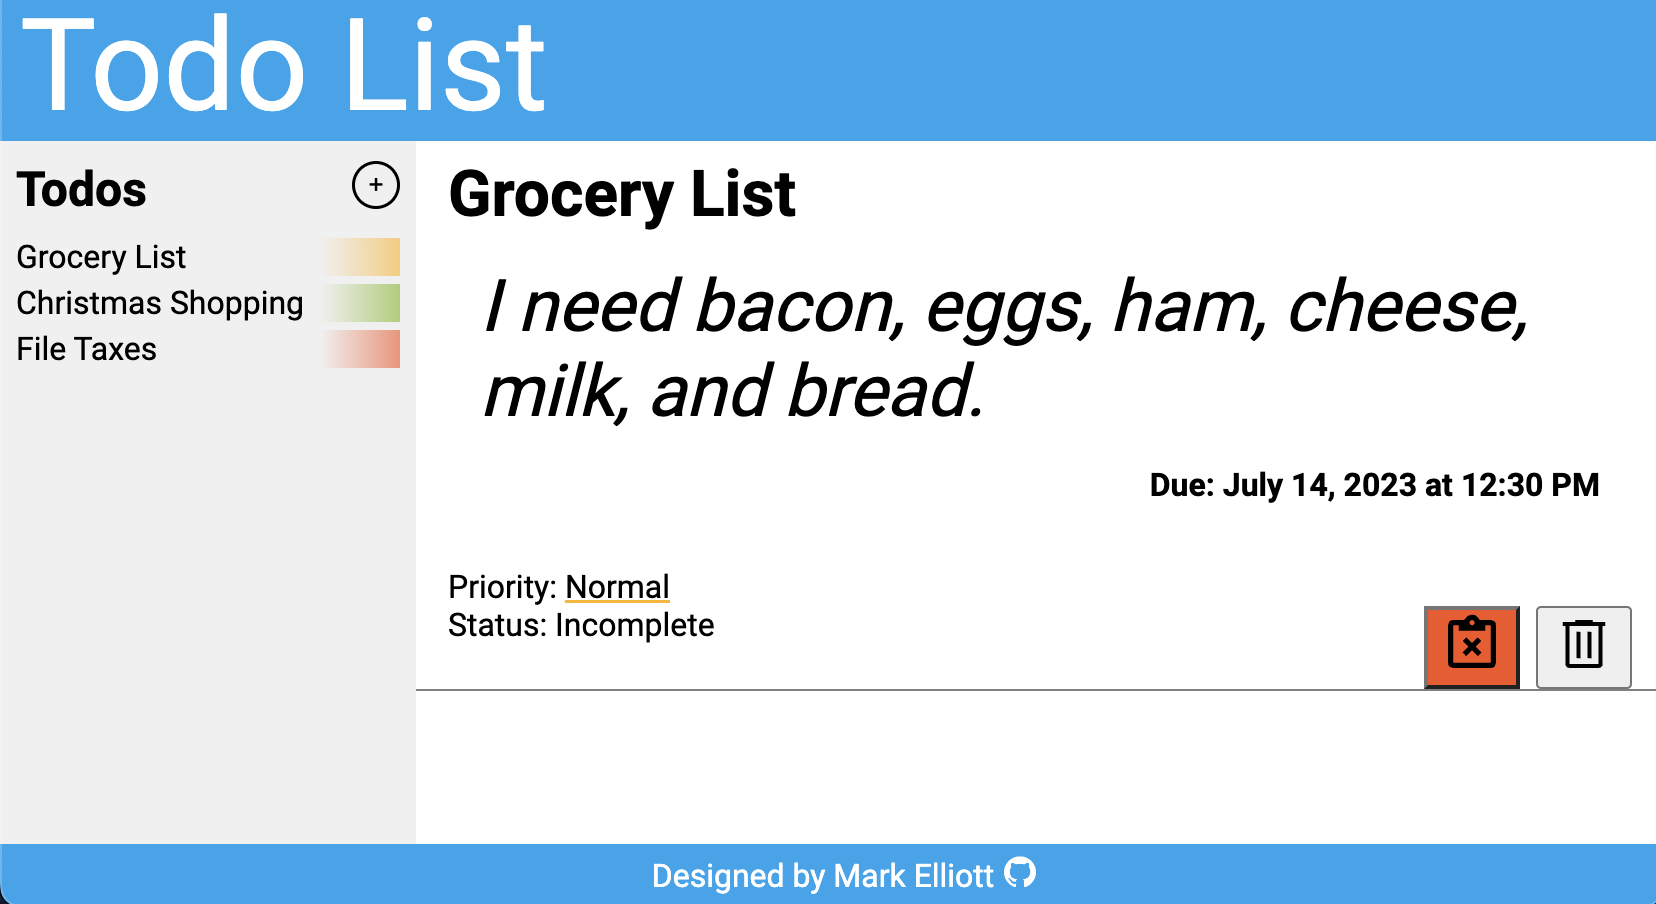 Todo List
Todos
+
Grocery List
Christmas Shopping
File Taxes
Grocery List
I need bacon, eggs, ham, cheese,
milk, and bread.
Due: July 14, 2023 at 12:30 PM
Priority: Normal
Status: Incomplete
Designed by Mark Elliott